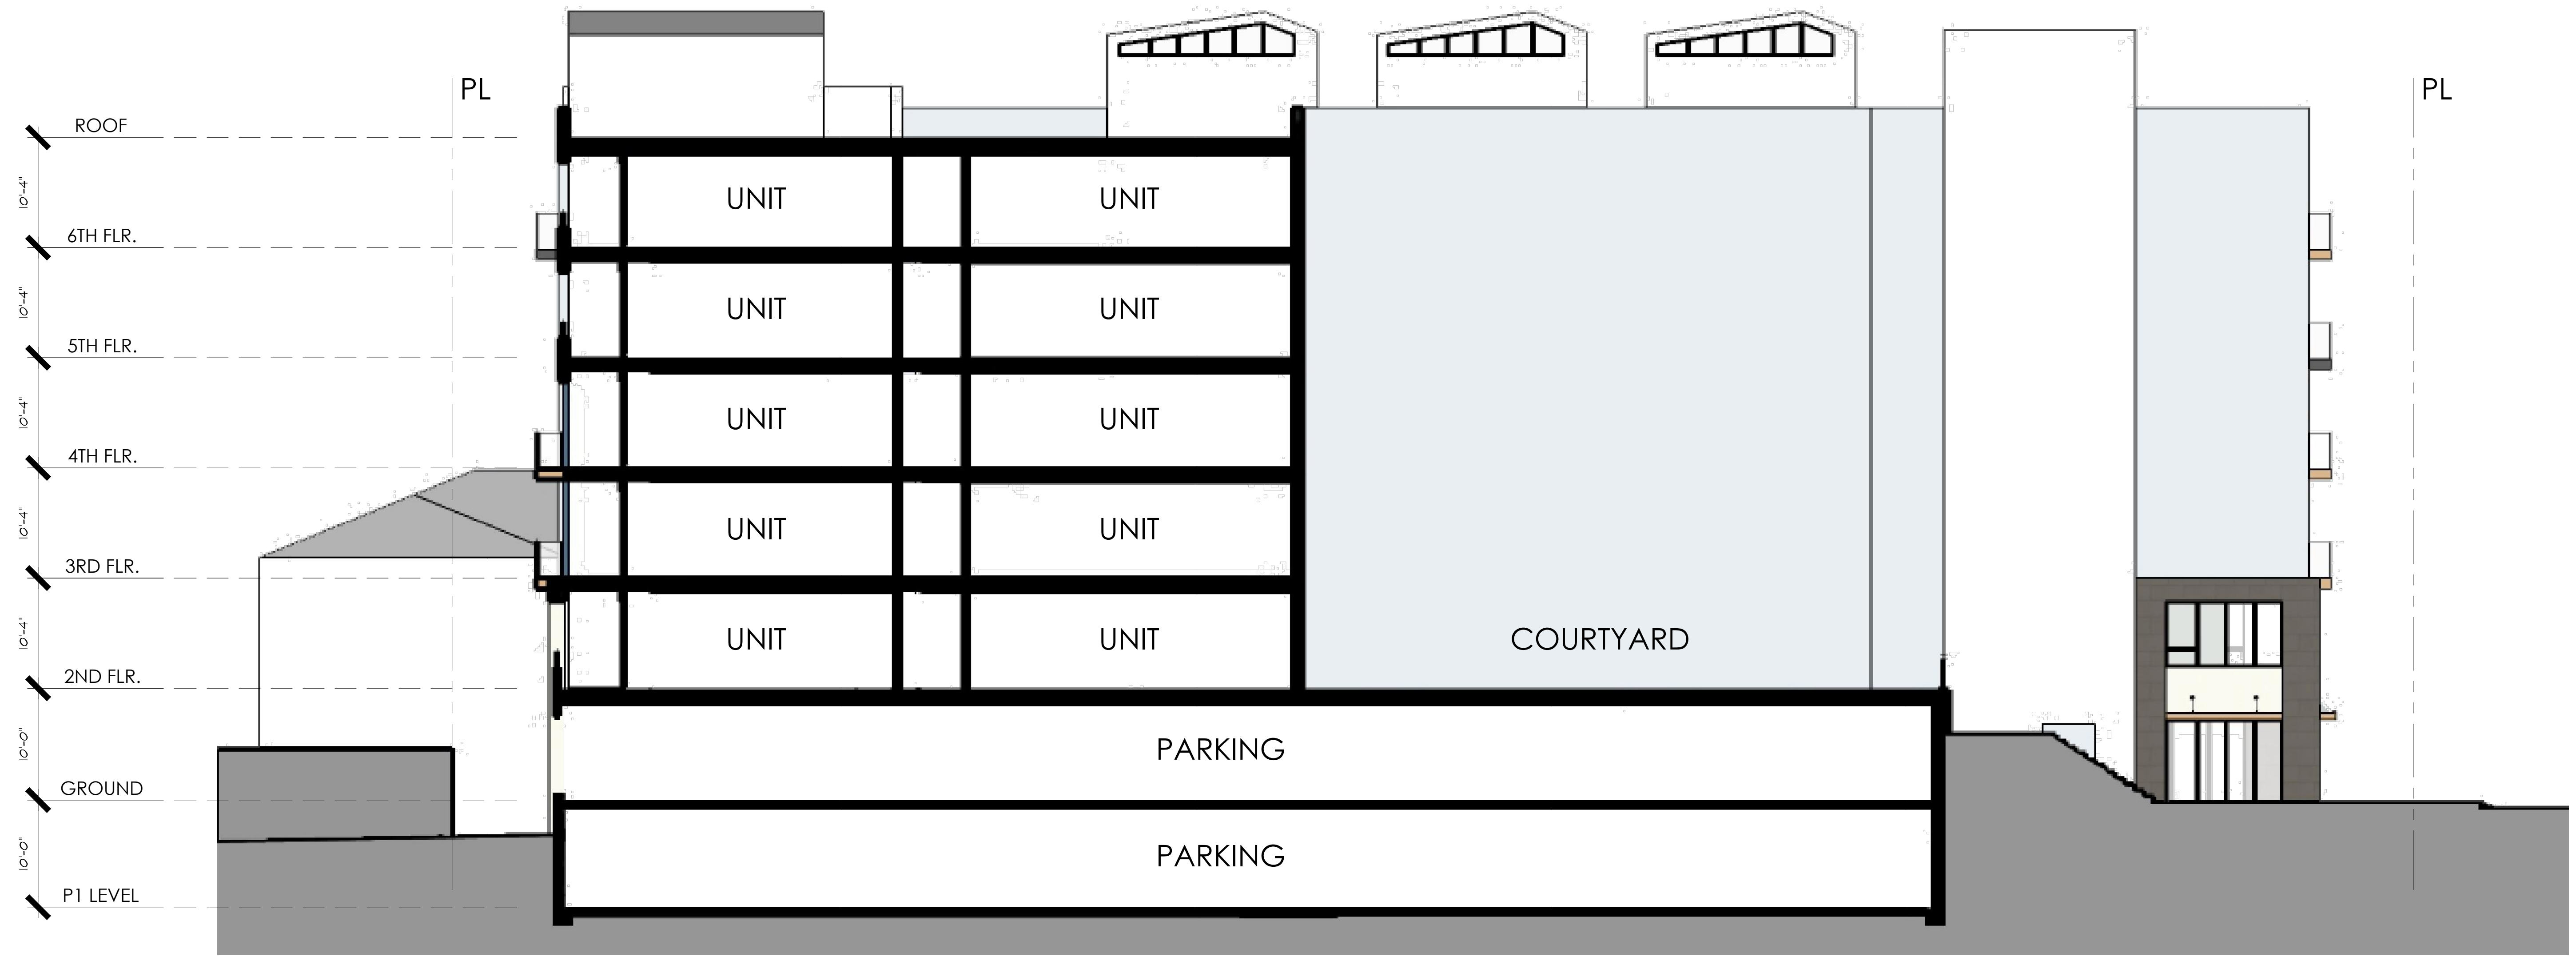 PL
PL
ROOF
10'-4"
UNIT
UNIT
6TH FLR.
10'-4"
UNIT
UNIT
5TH FLR.
10'-4"
UNIT
UNIT
4TH FLR.
10'-4"
UNIT
UNIT
3RD FLR.
10'-4"
UNIT
UNIT
COURTYARD
2ND FLR.
10'-0"
PARKING
GROUND
10'-0"
PARKING
P1 LEVEL